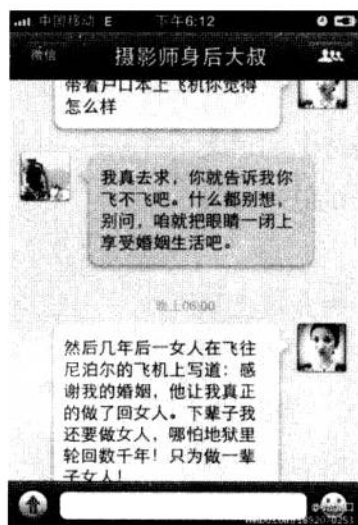 中国移动 E 下午6:12
微信 摄影师身后大叔
带着户口本上飞机你觉得
怎么样
我真去求，你就告诉我你
飞不飞吧。什么都别想，
别问，咱就把眼睛一闭上
享受婚姻生活吧。
晚上06:00
然后几年后一女人在飞往
尼泊尔的飞机上写道：感
谢我的婚姻，他让我真正
的做了回女人。下辈子我
还要做女人，哪怕地狱里
轮回数千年！只为做一辈
子女人！